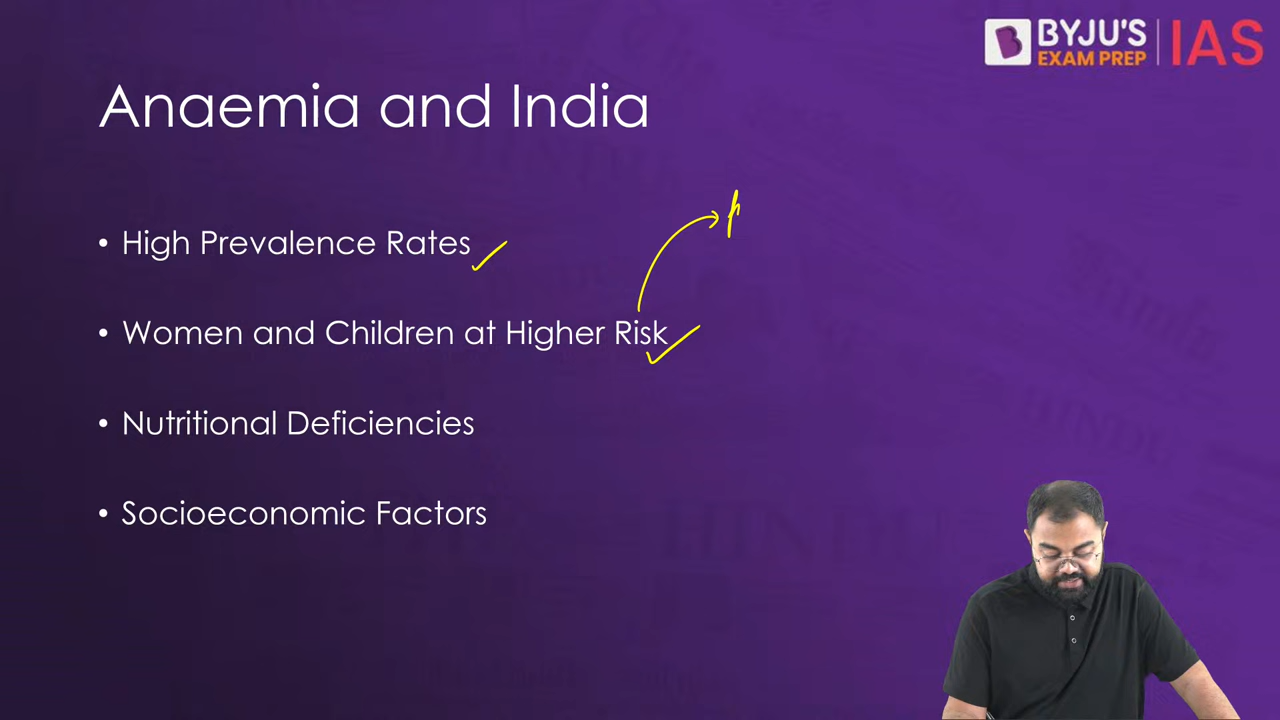 BYJU'S
EXAM PREP
IAS
Anaemia and India
• High Prevalence Rates
• Women and Children at Higher Risk
• Nutritional Deficiencies
• Socioeconomic Factors